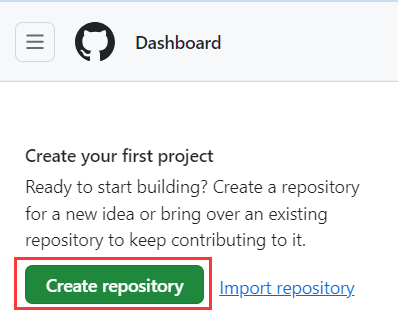 Dashboard
Create your first project
Ready to start building? Create a repository
for a new idea or bring over an existing
repository to keep contributing to it.
Create repository Import repository